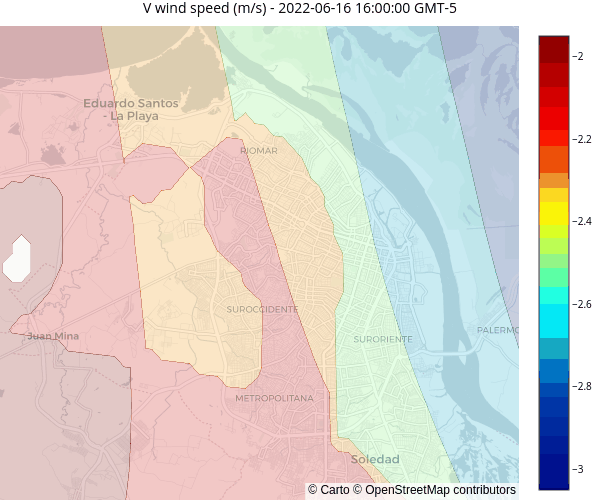 V wind speed (m/s) - 2022-06-16 16:00:00 GMT-5
Eduardo Santos
- La Playa
RIOMAR
SUROCCIDENTE
Juan Mina
SURORIENTE
PALERMO
METROPOLITANA
Soledad
© Carto © OpenStreetMap contributors
−2
−2.2
−2.4
−2.6
−2.8
−3